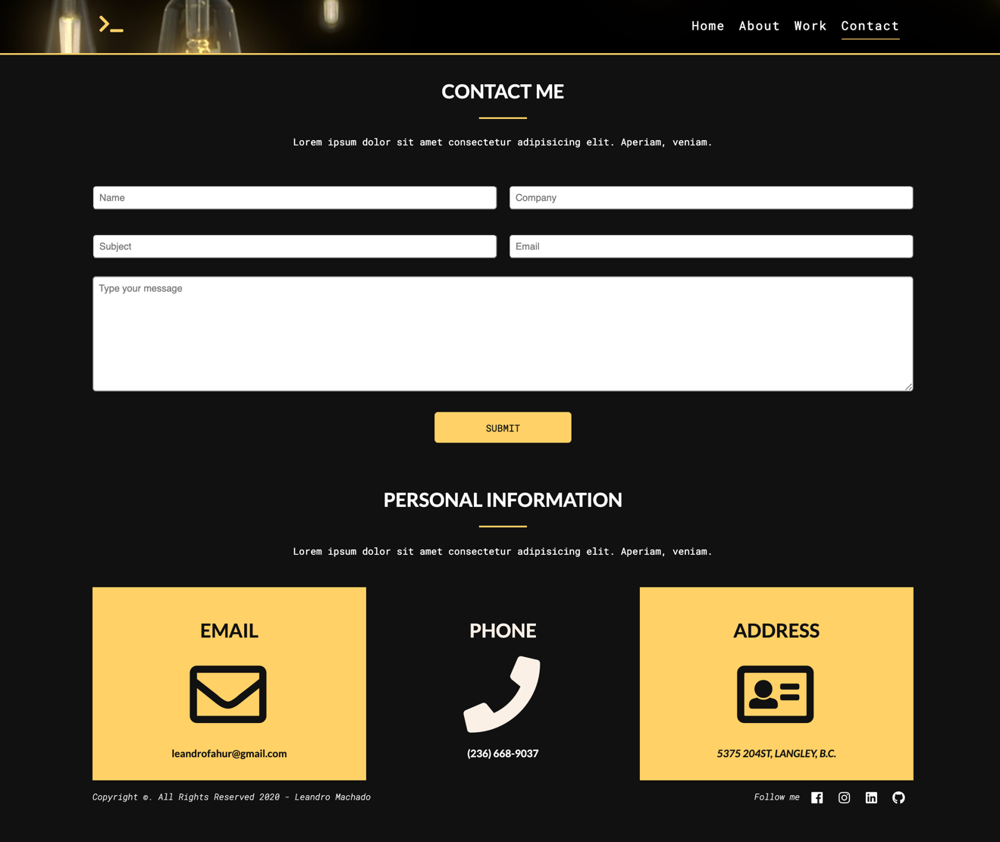 Home About Work Contact
CONTACT ME
Lorem ipsum dolor sit amet consectetur adipisicing elit. Aperiam, veniam.
Name Company
Subject Email
Type your message
SUBMIT
PERSONAL INFORMATION
Lorem ipsum dolor sit amet consectetur adipisicing elit. Aperiam, veniam.
EMAIL PHONE ADDRESS
leandrofahur@gmail.com (236) 668-9037 5375 204ST, LANGLEY, B.C.
Copyright ©. All Rights Reserved 2020 - Leandro Machado Follow me